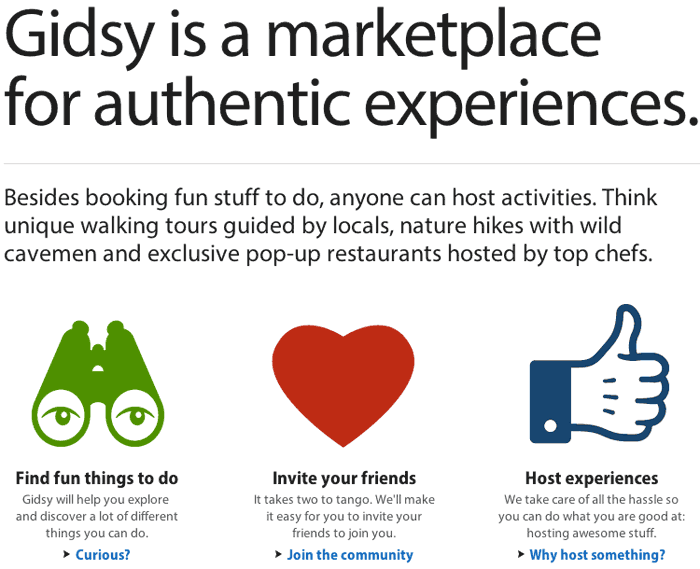 Gidsy is a marketplace
for authentic experiences.
Besides booking fun stuff to do, anyone can host activities. Think
unique walking tours guided by locals, nature hikes with wild
cavemen and exclusive pop-up restaurants hosted by top chefs.
Find fun things to do
Gidsy will help you explore
and discover a lot of different
things you can do.
Curious?
Invite your friends
It takes two to tango. We'll make
it easy for you to invite your
friends to join you.
Join the community
Host experiences
We take care of all the hassle so
you can do what you are good at:
hosting awesome stuff.
Why host something?